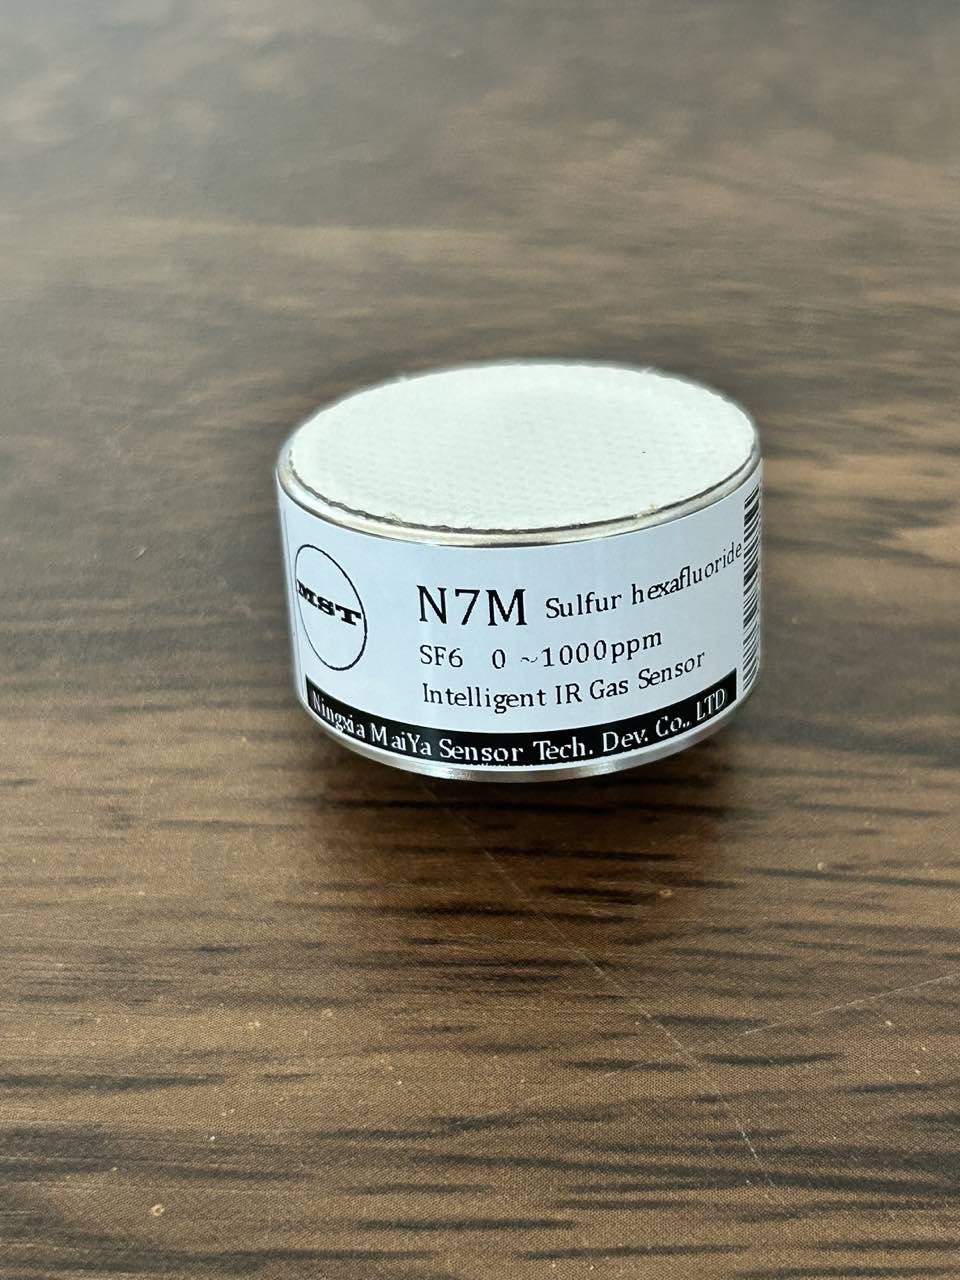 MST
N7M Sulfur hexafluoride
SF6 0 ~1000ppm
Intelligent IR Gas Sensor
Ningxia MaiYa Sensor Tech. Dev. Co., LTD